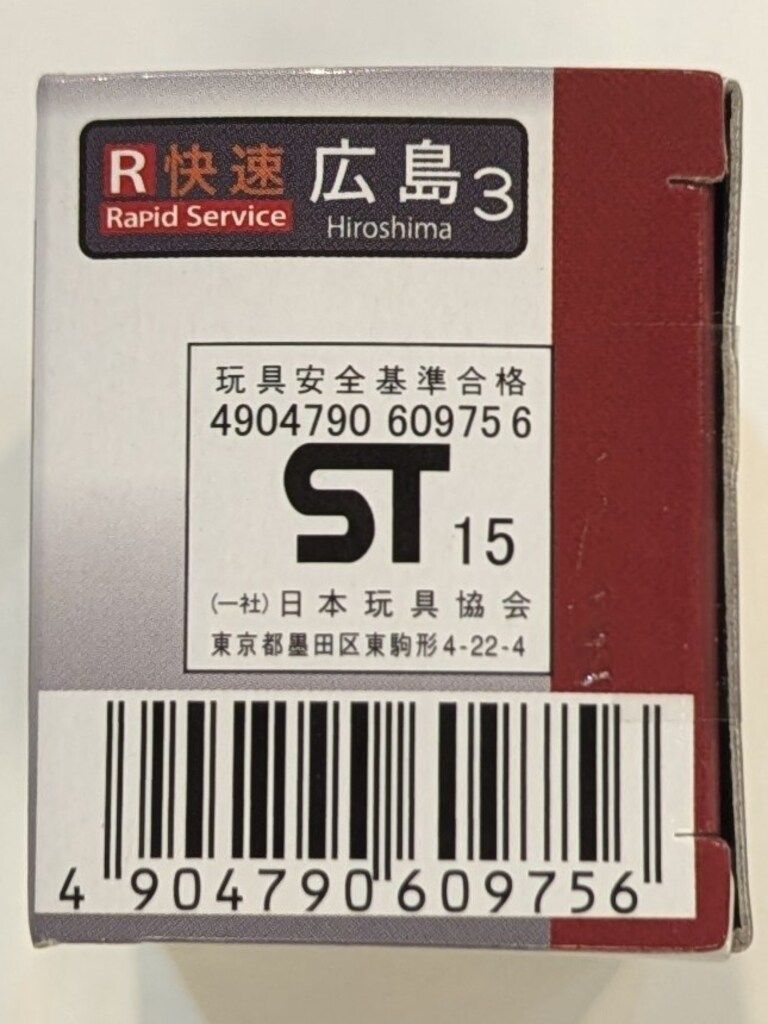 R 快速 広島 3
Rapid Service Hiroshima
玩具安全基準合格
4904790 609756
ST 15
(一社)日本玩具協会
東京都墨田区東駒形4-22-4
4 904790 609756